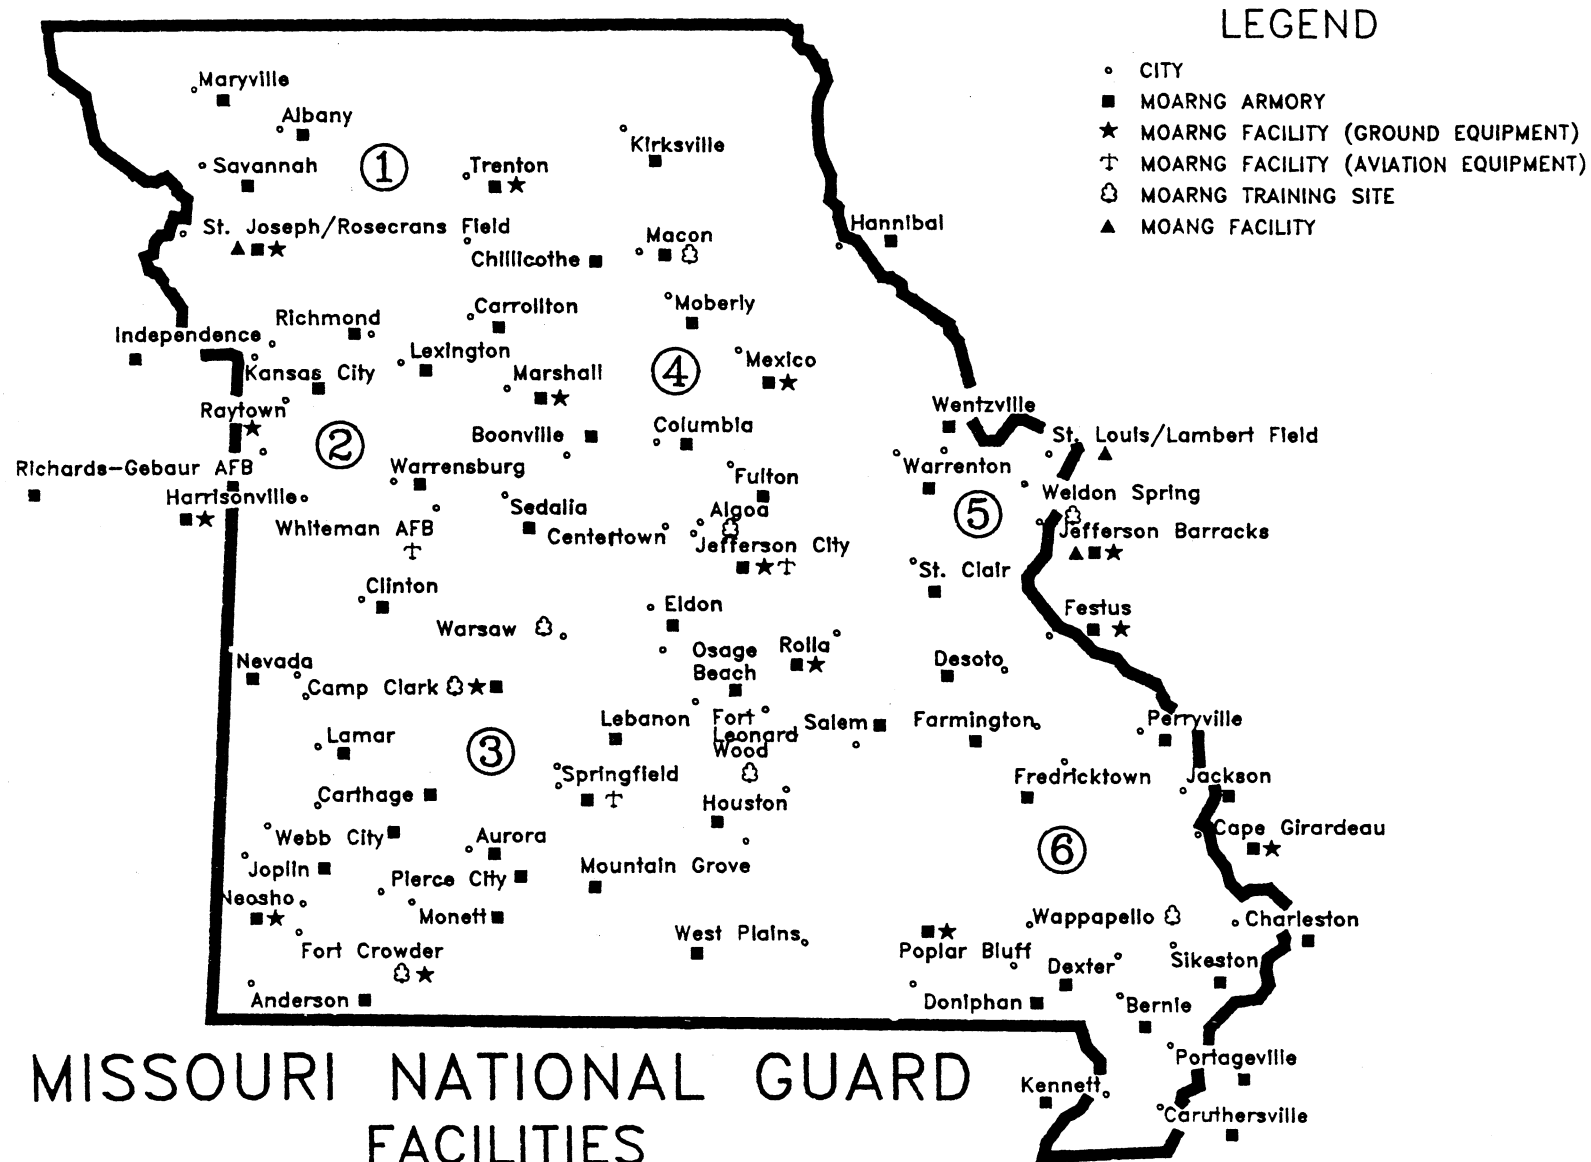 LEGEND
CITY
MOARNG ARMORY
MOARNG FACILITY (GROUND EQUIPMENT)
MOARNG FACILITY (AVIATION EQUIPMENT)
MOARNG TRAINING SITE
MOANG FACILITY
Maryville
Albany
Savannah
1
Trenton
Kirksville
St. Joseph/Rosecrans Field
Chillicothe
Macon
Hannibal
Richmond
Carrollton
Moberly
Independence
Lexington
Kansas City
Marshall
4
Mexico
Raytown
2
Boonville
Columbia
Wentzville
St. Louis/Lambert Field
Richards-Gebaur AFB
Warrensburg
Fulton
Warrenton
Harrisonville
Sedalia
Algoa
5
Weldon Spring
Whiteman AFB
Centertown
Jefferson City
Jefferson Barracks
Clinton
St. Clair
Warsaw
Eldon
Festus
Nevada
Osage
Beach
Rolla
Desoto
Camp Clark
Lamar
3
Lebanon
Fort
Leonard
Wood
Salem
Farmington
Perryville
Carthage
Springfield
Houston
Fredricktown
Jackson
Webb City
Aurora
6
Cape Girardeau
Joplin
Pierce City
Mountain Grove
Neosho
Monett
West Plains
Wappapello
Charleston
Fort Crowder
Poplar Bluff
Dexter
Sikeston
Anderson
Doniphan
Bernie
Portageville
Kennett
Caruthersville
MISSOURI NATIONAL GUARD
FACILITIES